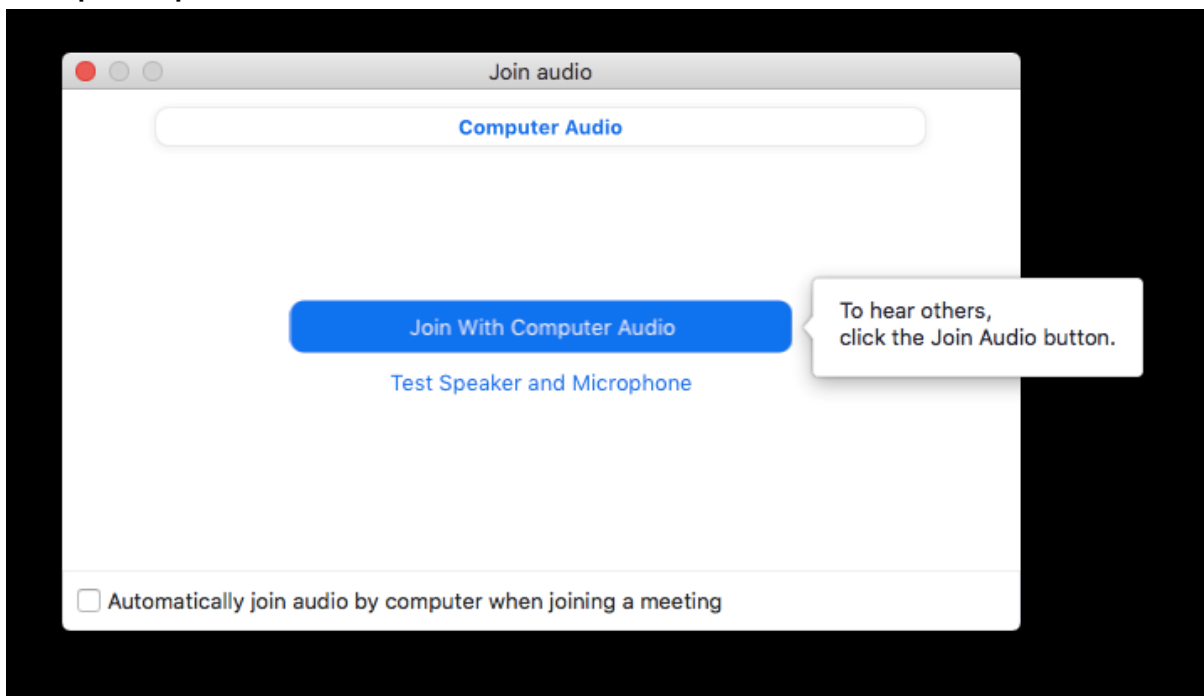 Join audio
Computer Audio
Join With Computer Audio
To hear others,
click the Join Audio button.
Test Speaker and Microphone
Automatically join audio by computer when joining a meeting